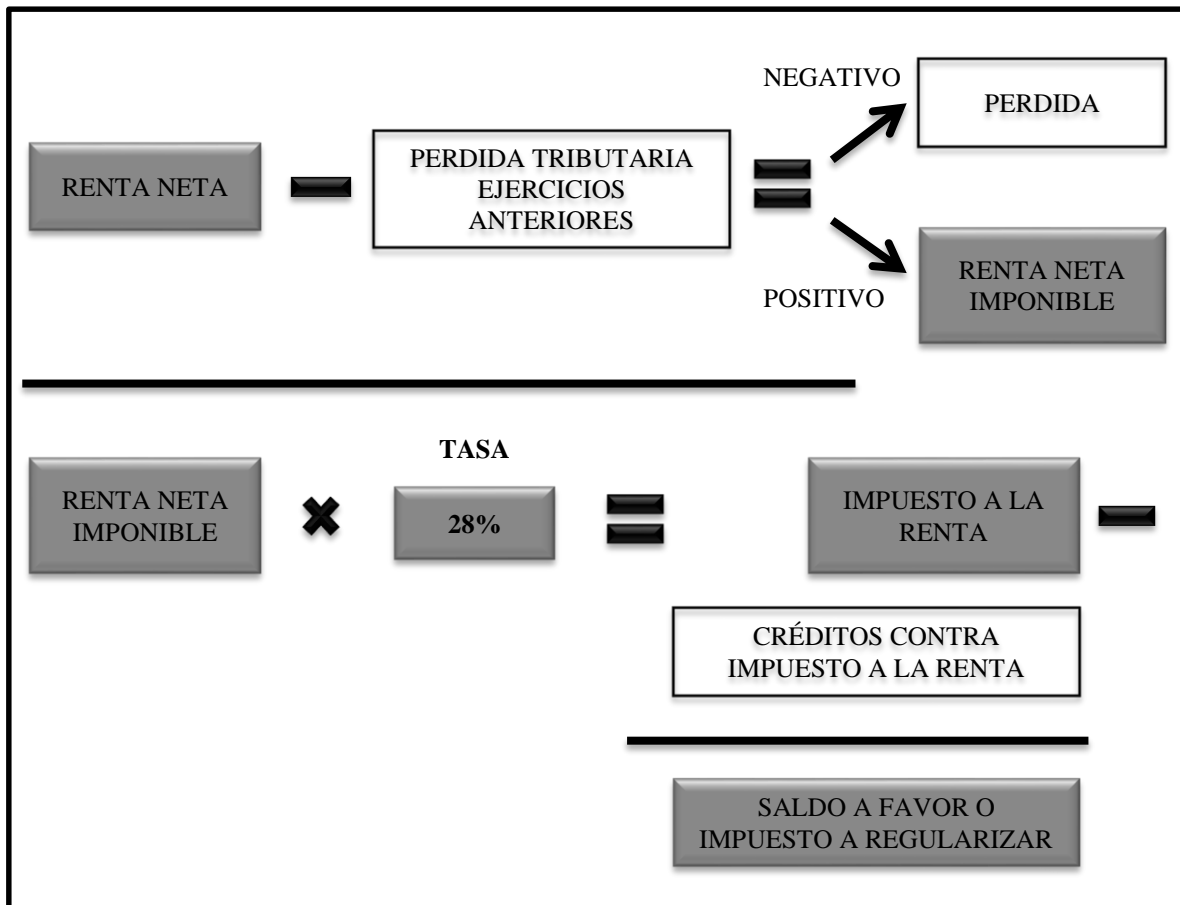 NEGATIVO
PERDIDA
RENTA NETA
PERDIDA TRIBUTARIA
EJERCICIOS
ANTERIORES
POSITIVO
RENTA NETA
IMPONIBLE
TASA
RENTA NETA
IMPONIBLE
28%
IMPUESTO A LA
RENTA
CRÉDITOS CONTRA
IMPUESTO A LA RENTA
SALDO A FAVOR O
IMPUESTO A REGULARIZAR